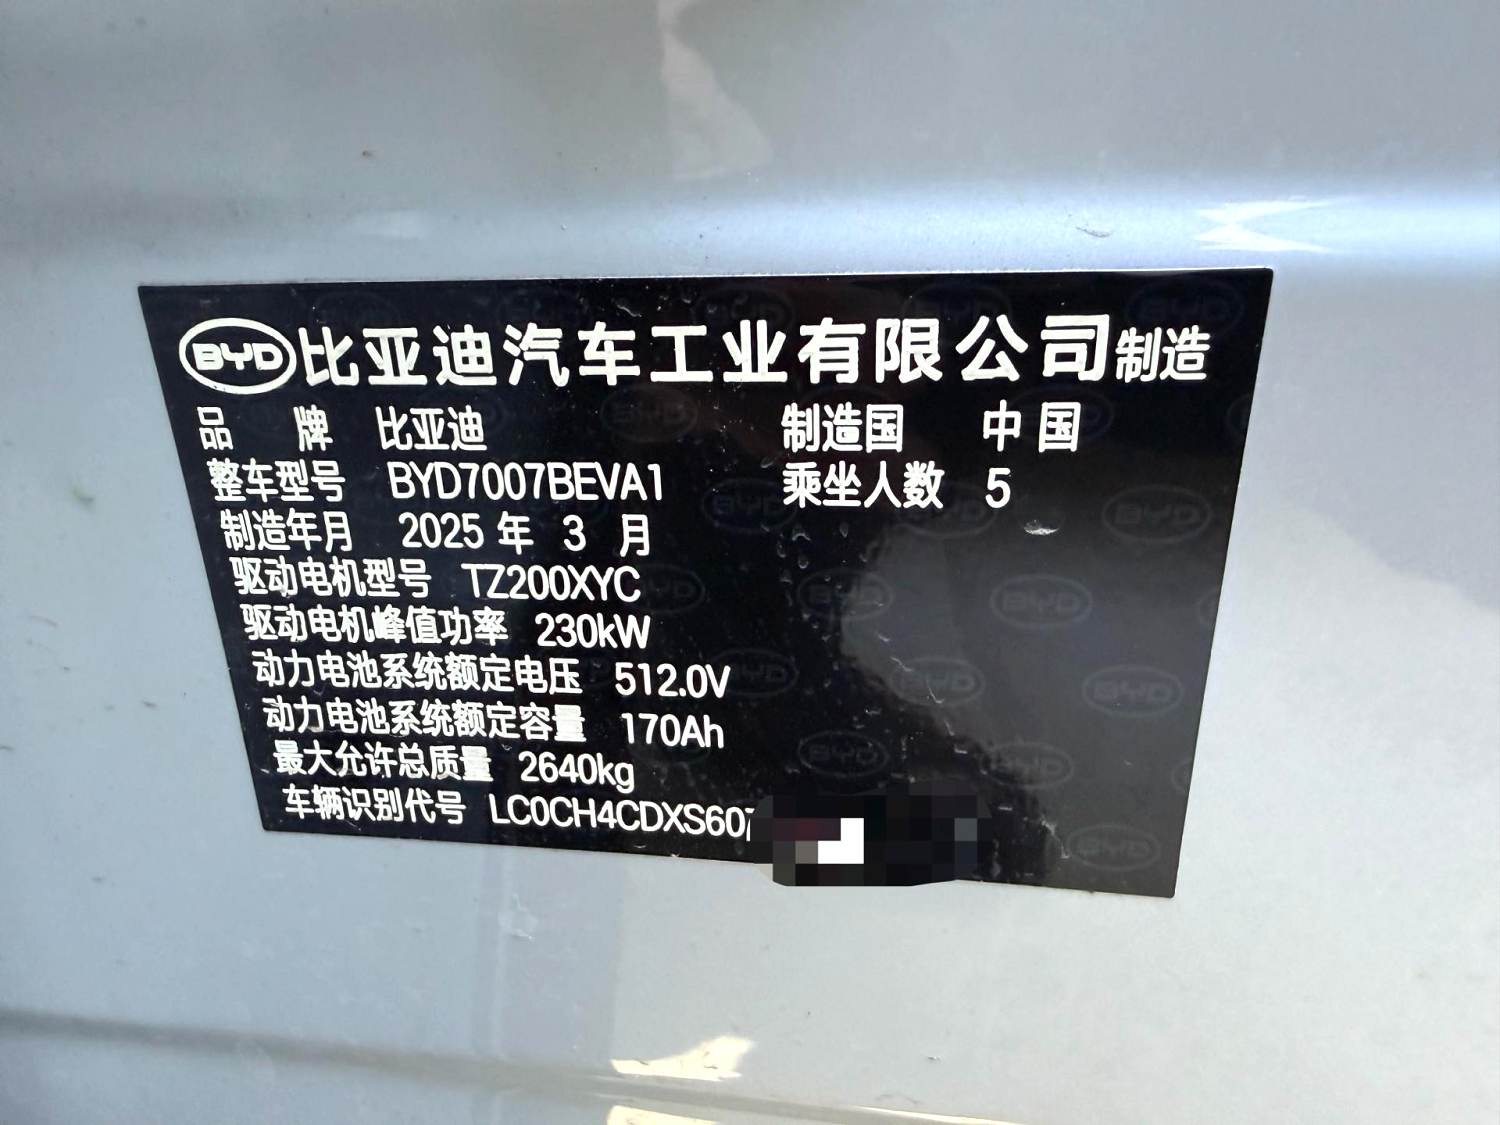 BYD 比亚迪汽车工业有限公司制造
品 牌 比亚迪 制造国 中国
整车型号 BYD7007BEVA1 乘坐人数 5
制造年月 2025 年 3 月
驱动电机型号 TZ200XYC
驱动电机峰值功率 230kW
动力电池系统额定电压 512.0V
动力电池系统额定容量 170Ah
最大允许总质量 2640kg
车辆识别代号 LC0CH4CDXS607